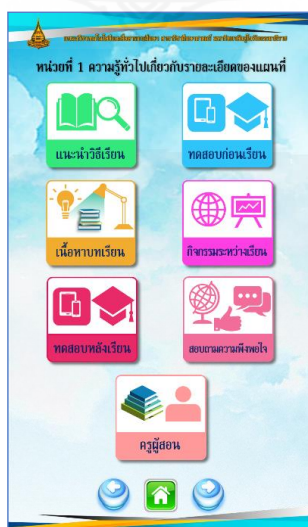 หน่วยที่ 1 ความรู้ทั่วไปเกี่ยวกับรายละเอียดของแผนที่
แนะนำวิธีเรียน
ทดสอบก่อนเรียน
เนื้อหาบทเรียน
กิจกรรมระหว่างเรียน
ทดสอบหลังเรียน
สอบถามความพึงพอใจ
ครูผู้สอน